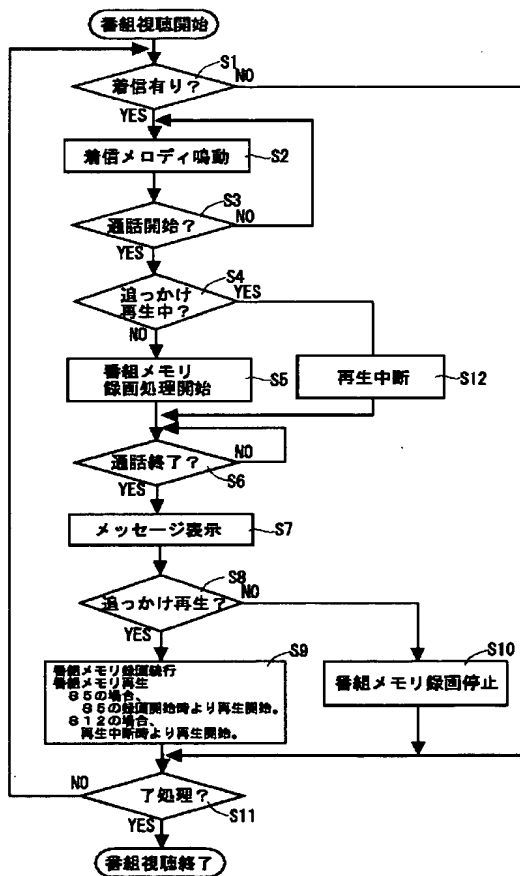 番組視聴開始
着信有り?
S1
NO
YES
着信メロディ鳴動
S2
通話開始?
S3
NO
YES
追っかけ
再生中?
S4
YES
NO
番組メモリ
録画処理開始
S5
再生中断
S12
通話終了?
NO
S6
YES
メッセージ表示
S7
追っかけ再生?
S8
NO
YES
番組メモリ録画続行
番組メモリ再生
S5の場合、
S5の録画開始時より再生開始。
S12の場合、
再生中断時より再生開始。
S9
番組メモリ録画停止
S10
NO
了処理?
S11
YES
番組視聴終了